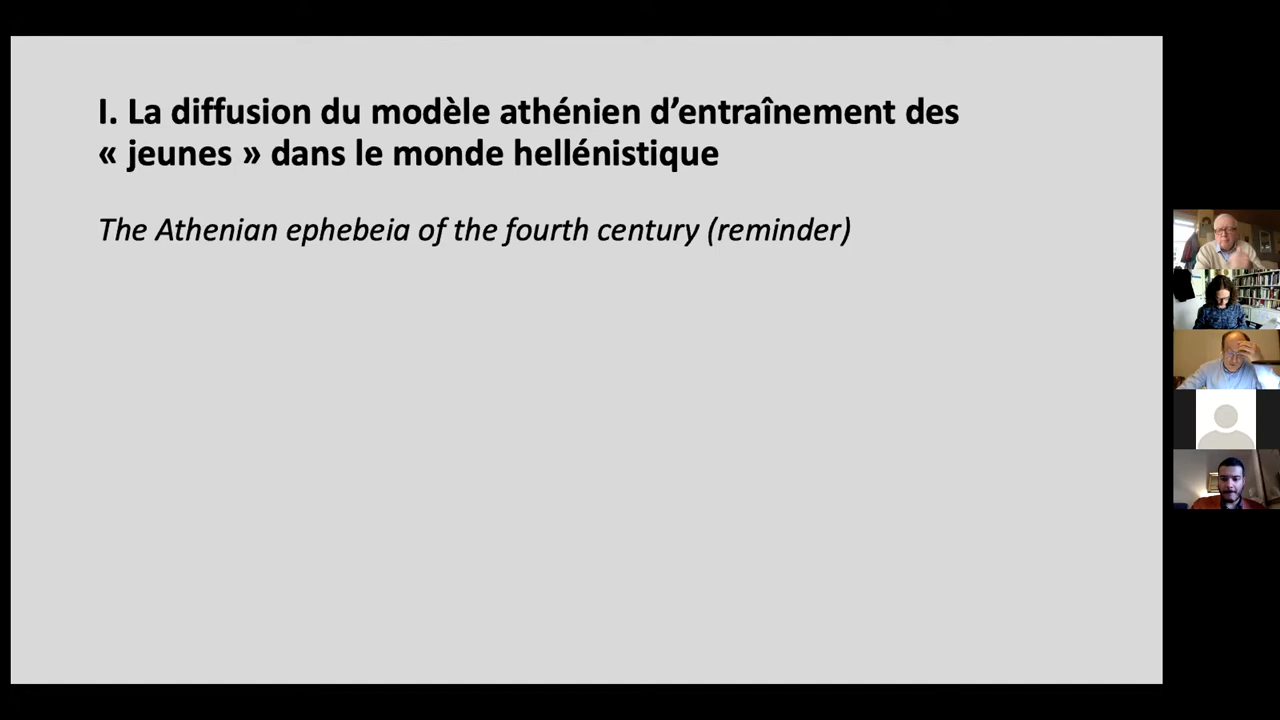 I. La diffusion du modèle athénien d’entraînement des
« jeunes » dans le monde hellénistique
The Athenian ephebeia of the fourth century (reminder)